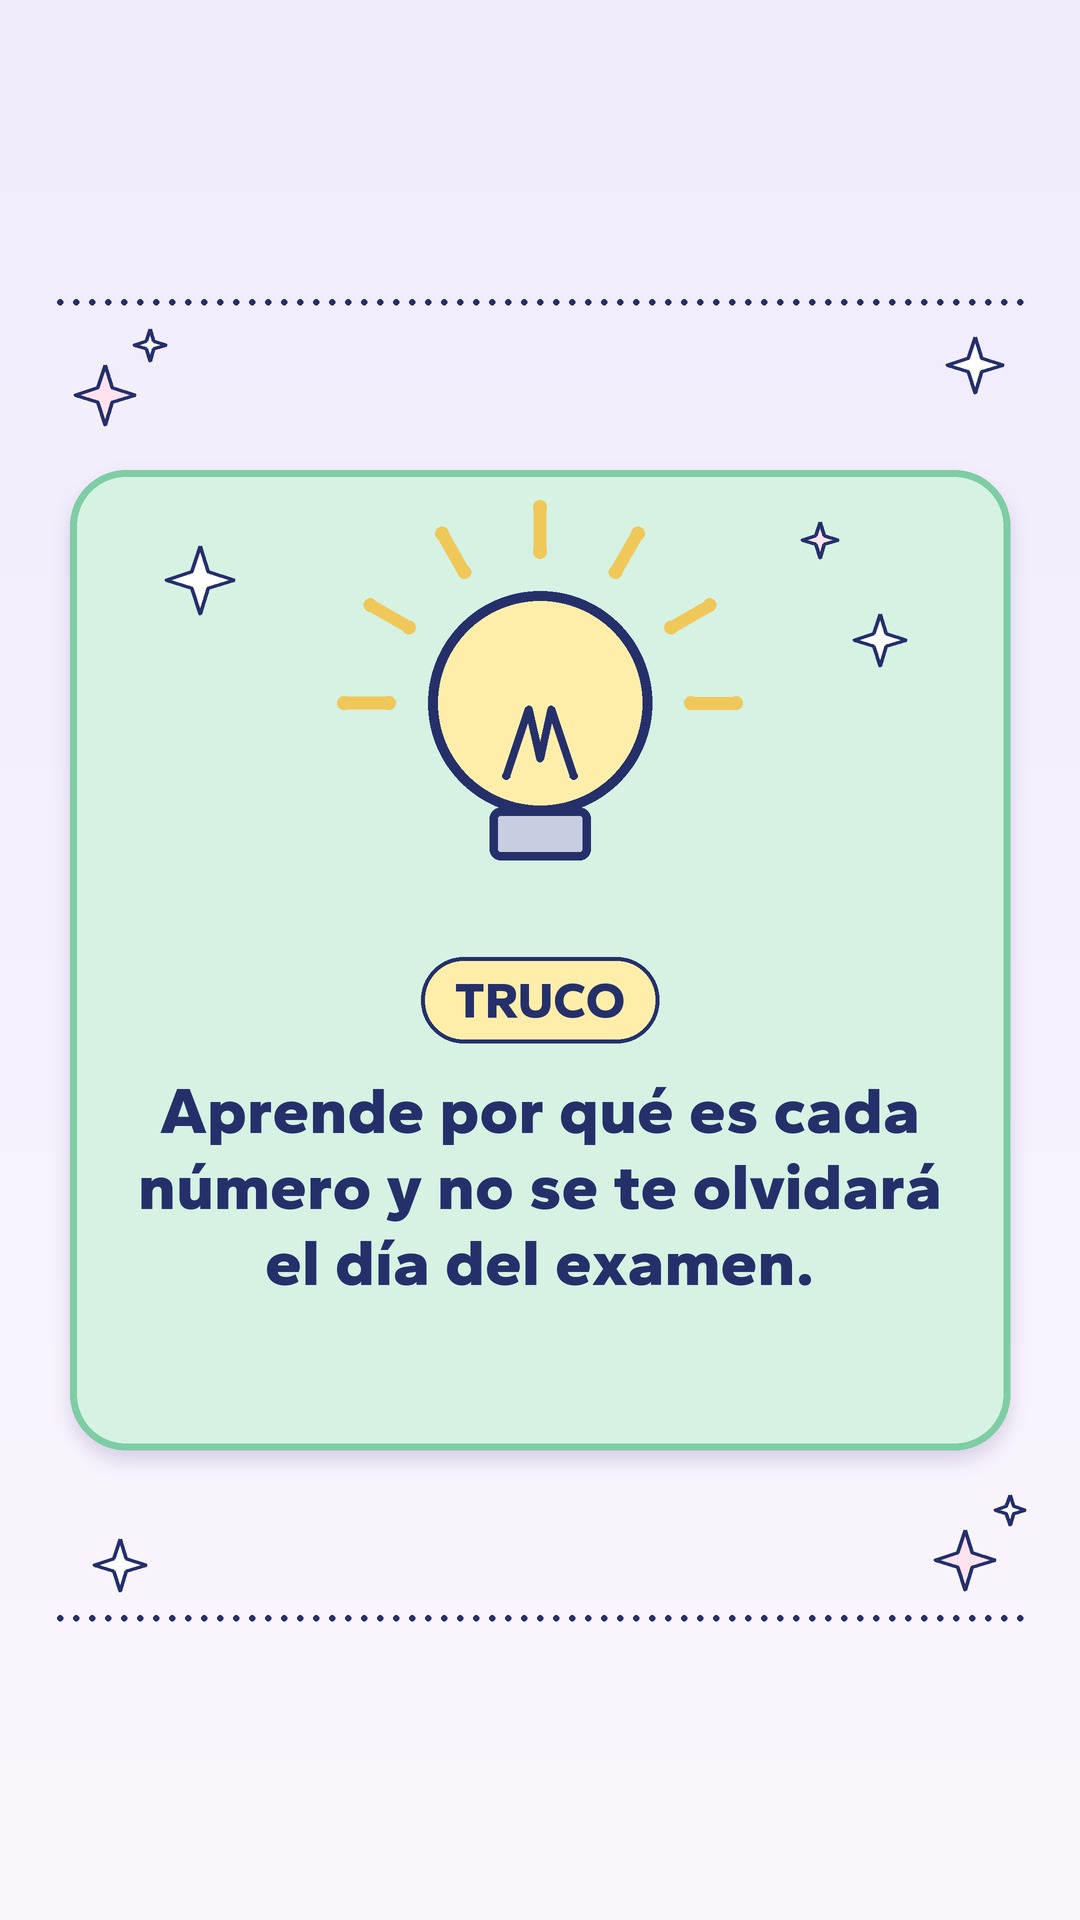 TRUCO
Aprende por qué es cada
número y no se te olvidará
el día del examen.